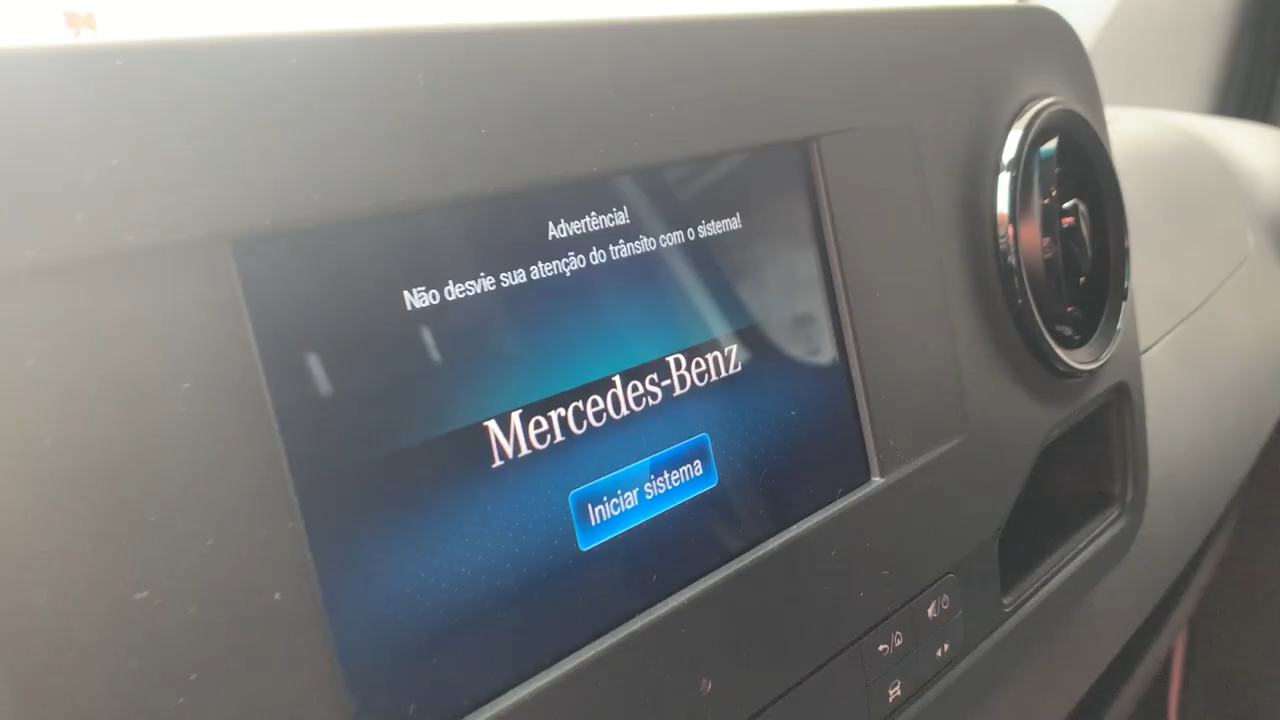 Advertência!
Não desvie sua atenção do trânsito com o sistema!
Mercedes-Benz
Iniciar sistema